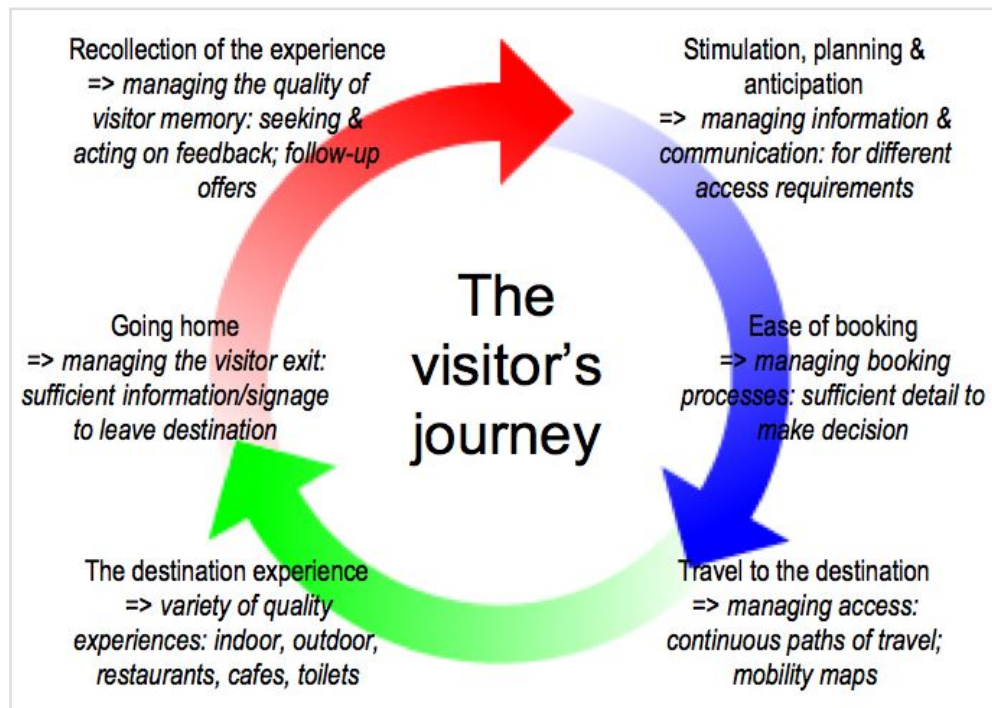 Recollection of the experience
=> managing the quality of
visitor memory: seeking &
acting on feedback; follow-up
offers
Stimulation, planning &
anticipation
=> managing information &
communication: for different
access requirements
The
visitor’s
journey
Going home
=> managing the visitor exit:
sufficient information/signage
to leave destination
Ease of booking
=> managing booking
processes: sufficient detail to
make decision
The destination experience
=> variety of quality
experiences: indoor, outdoor,
restaurants, cafes, toilets
Travel to the destination
=> managing access:
continuous paths of travel;
mobility maps